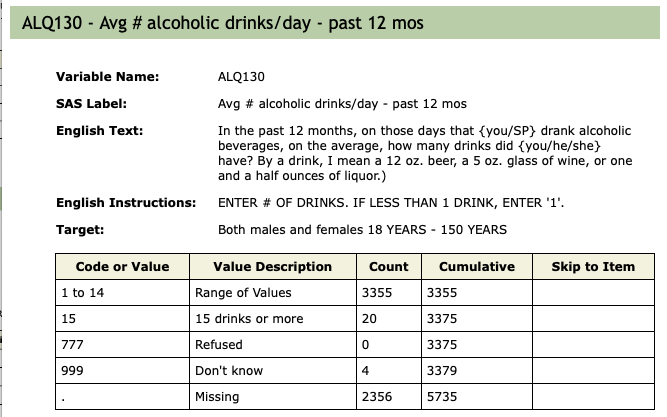 ALQ130 - Avg # alcoholic drinks/day - past 12 mos
Variable Name: ALQ130
SAS Label: Avg # alcoholic drinks/day - past 12 mos
English Text: In the past 12 months, on those days that {you/SP} drank alcoholic
beverages, on the average, how many drinks did {you/he/she}
have? By a drink, I mean a 12 oz. beer, a 5 oz. glass of wine, or one
and a half ounces of liquor.)
English Instructions: ENTER # OF DRINKS. IF LESS THAN 1 DRINK, ENTER '1'.
Target: Both males and females 18 YEARS - 150 YEARS
Code or Value Value Description Count Cumulative Skip to Item
1 to 14 Range of Values 3355 3355
15 15 drinks or more 20 3375
777 Refused 0 3375
999 Don't know 4 3379
. Missing 2356 5735